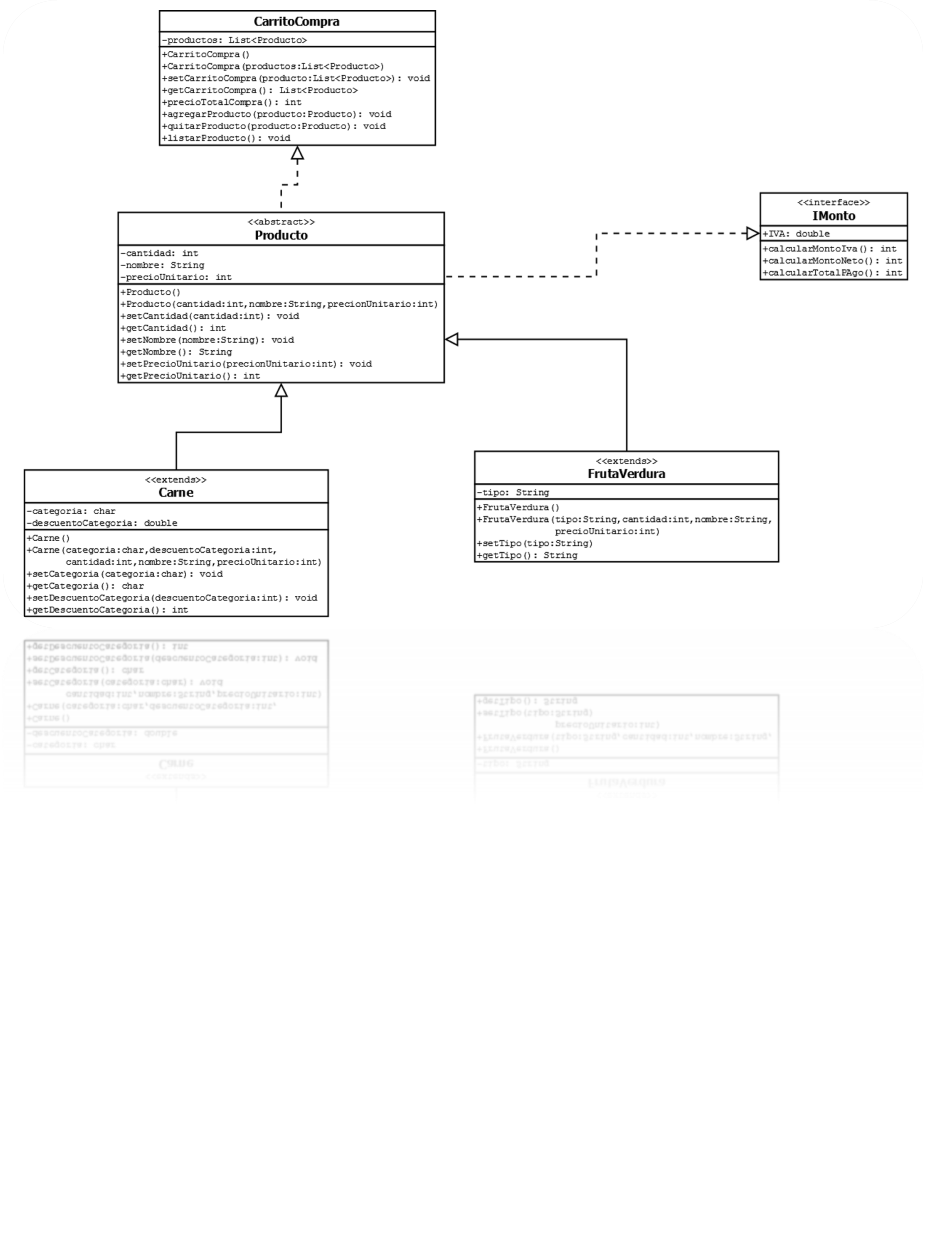 CarritoCompra
-productos: List<Producto>
+CarritoCompra()
+CarritoCompra(productos:List<Producto>)
+setCarritoCompra(producto:List<Producto>): void
+getCarritoCompra(): List<Producto>
+precioTotalCompra(): int
+agregarProducto(producto:Producto): void
+quitarProducto(producto:Producto): void
+listarProducto(): void
<<abstract>>
Producto
-cantidad: int
-nombre: String
-precioUnitario: int
+Producto()
+Producto(cantidad:int,nombre:String,precionUnitario:int)
+setCantidad(cantidad:int): void
+getCantidad(): int
+setNombre(nombre:String): void
+getNombre(): String
+setPrecioUnitario(precionUnitario:int): void
+getPrecioUnitario(): int
<<interface>>
IMonto
+IVA: double
+calcularMontoIva(): int
+calcularMontoNeto(): int
+calcularTotalPAgo(): int
<<extends>>
Carne
-categoria: char
-descuentoCategoria: double
+Carne()
+Carne(categoria:char,descuentoCategoria:int,
cantidad:int,nombre:String,precioUnitario:int)
+setCategoria(categoria:char): void
+getCategoria(): char
+setDescuentoCategoria(descuentoCategoria:int): void
+getDescuentoCategoria(): int
<<extends>>
FrutaVerdura
-tipo: String
+FrutaVerdura()
+FrutaVerdura(tipo:String,cantidad:int,nombre:String,
precioUnitario:int)
+setTipo(tipo:String)
+getTipo(): String